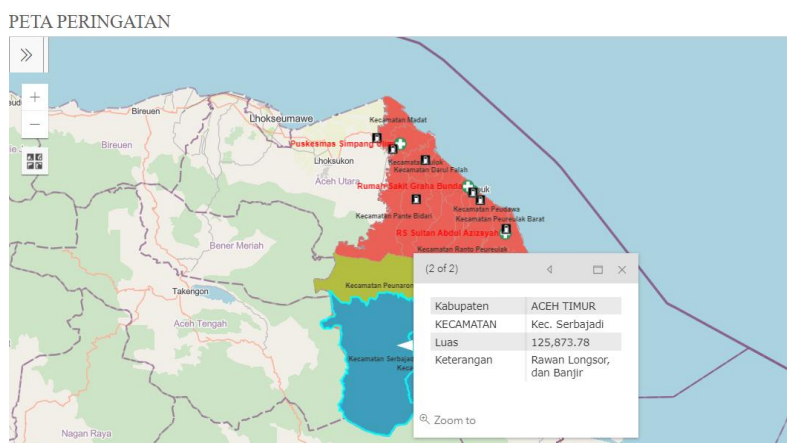 PETA PERINGATAN
Bireuen
Lhokseumawe
Kecamatan Madat
Bireuen
Puskesmas Simpang
Lhoksukon
Kecamatan
Kecamatan Darul Falah
Aceh Utara
Rumah Sakit Graha Bunda
Kecamatan Peudawa
Kecamatan Pante Bidari
Kecamatan Peureulak Barat
RS Sultan Abdol Azizsyah
Bener Meriah
Kecamatan Ranto Peureulak
(2 of 2)
Kecamatan Peunaron
Takengon
Kabupaten ACEH TIMUR
KECAMATAN Kec. Serbajadi
Aceh Tengah
Luas 125,873.78
Keterangan Rawan Longsor,
dan Banjir
Kecamatan Serbajadi
Zoom to
Nagan Raya